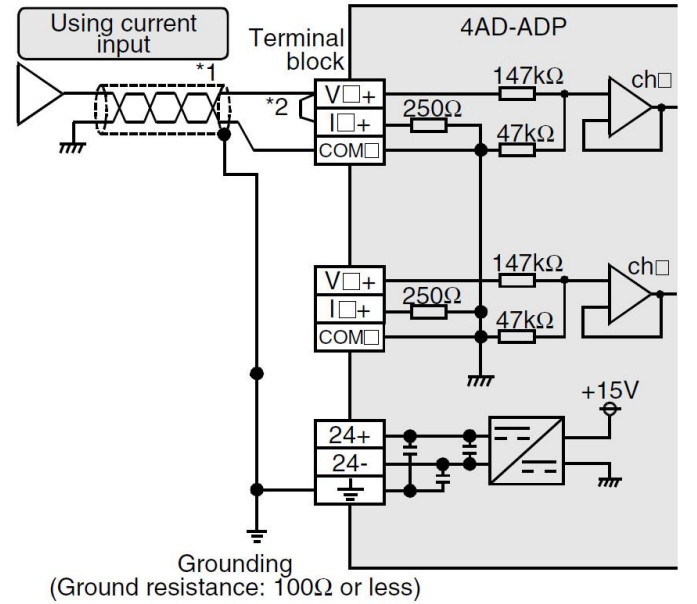 Using current
input
Terminal
block
4AD-ADP
*1
*2
V□+
I□+
COM□
250Ω
147kΩ
47kΩ
ch□
V□+
I□+
COM□
250Ω
147kΩ
47kΩ
ch□
+15V
24+
24-
Grounding
(Ground resistance: 100Ω or less)